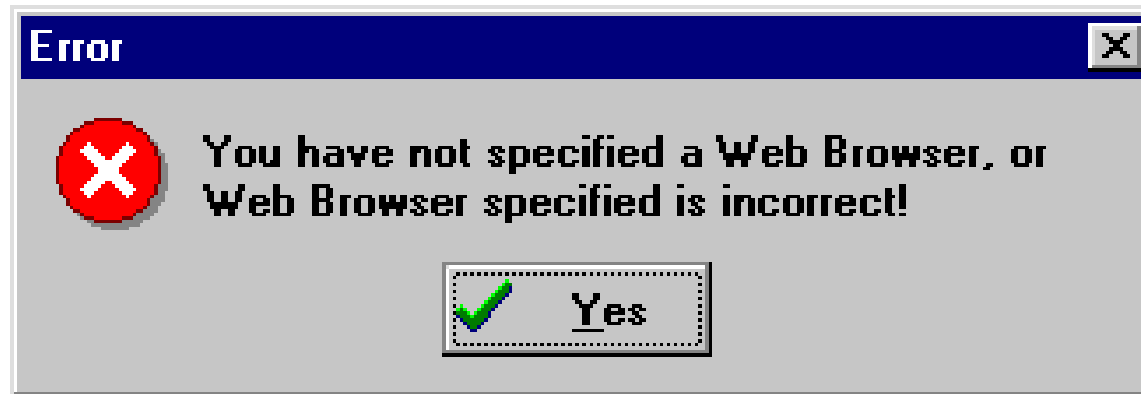 Error
You have not specified a Web Browser, or
Web Browser specified is incorrect!
Yes